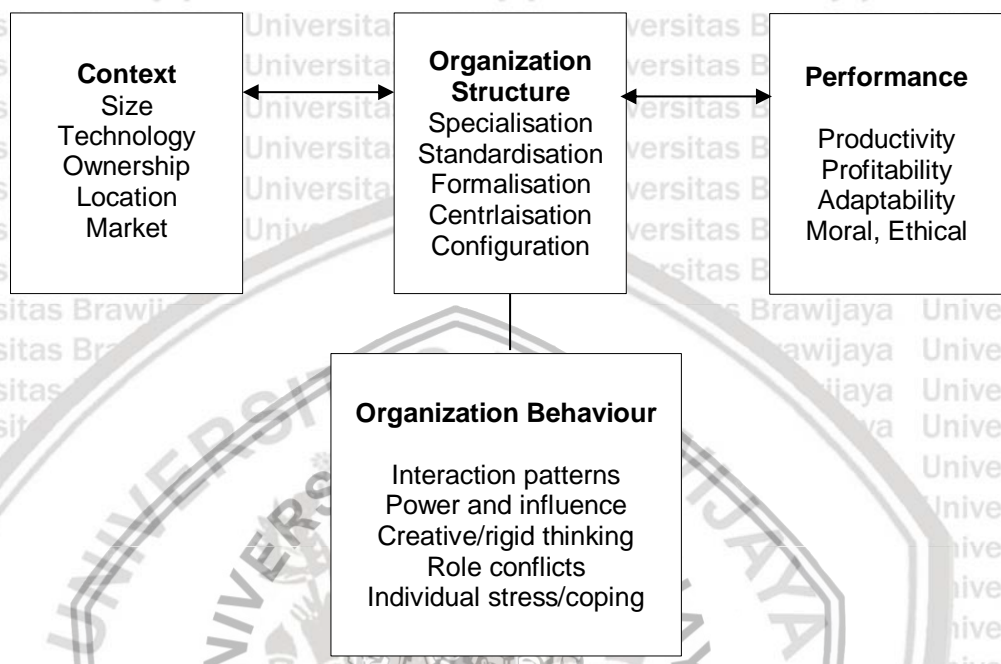 Context
Size
Technology
Ownership
Location
Market
Organization
Structure
Specialisation
Standardisation
Formalisation
Centrlaisation
Configuration
Performance
Productivity
Profitability
Adaptability
Moral, Ethical
Organization Behaviour
Interaction patterns
Power and influence
Creative/rigid thinking
Role conflicts
Individual stress/coping